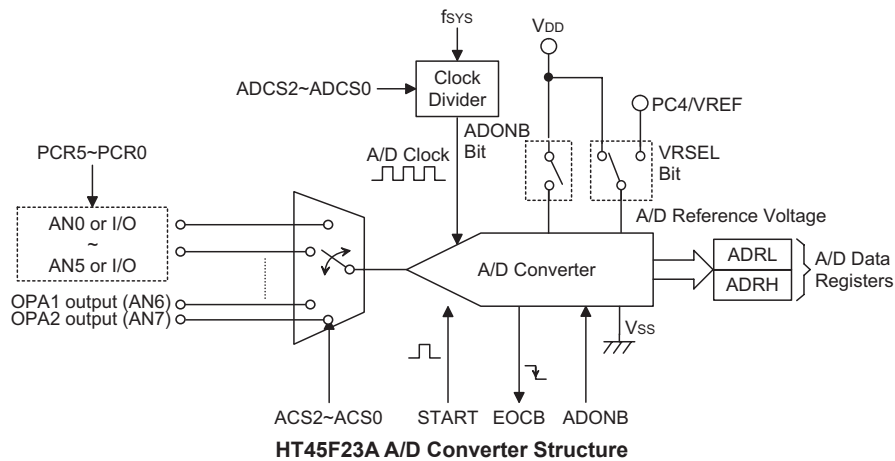 fSYS
VDD
ADCS2~ADCS0
Clock
Divider
PC4/VREF
ADONB
Bit
PCR5~PCR0
A/D Clock
VRSEL
Bit
A/D Reference Voltage
AN0 or I/O
~
AN5 or I/O
A/D Converter
ADRL
ADRH
A/D Data
Registers
OPA1 output (AN6)
OPA2 output (AN7)
VSS
ACS2~ACS0
START
EOCB
ADONB
HT45F23A A/D Converter Structure